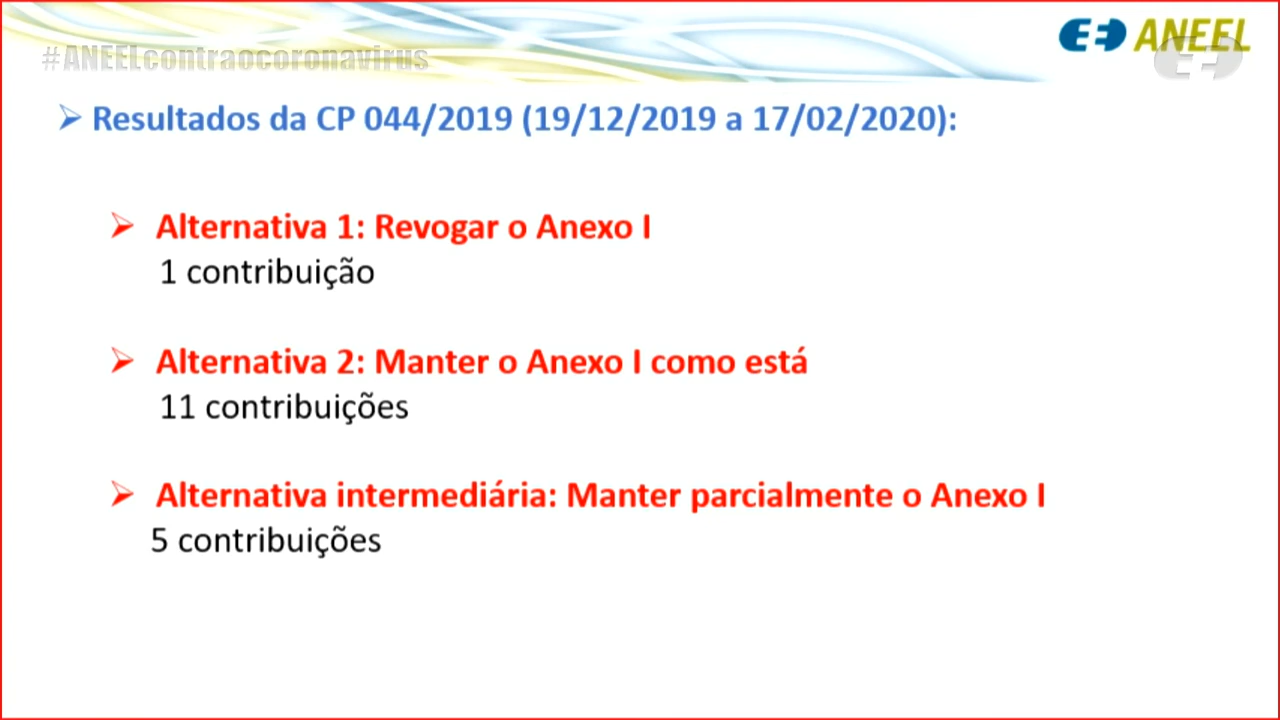 #ANEELcontraocoronavirus
ANEEL
➢ Resultados da CP 044/2019 (19/12/2019 a 17/02/2020):
➢ Alternativa 1: Revogar o Anexo I
1 contribuição
➢ Alternativa 2: Manter o Anexo I como está
11 contribuições
➢ Alternativa intermediária: Manter parcialmente o Anexo I
5 contribuições